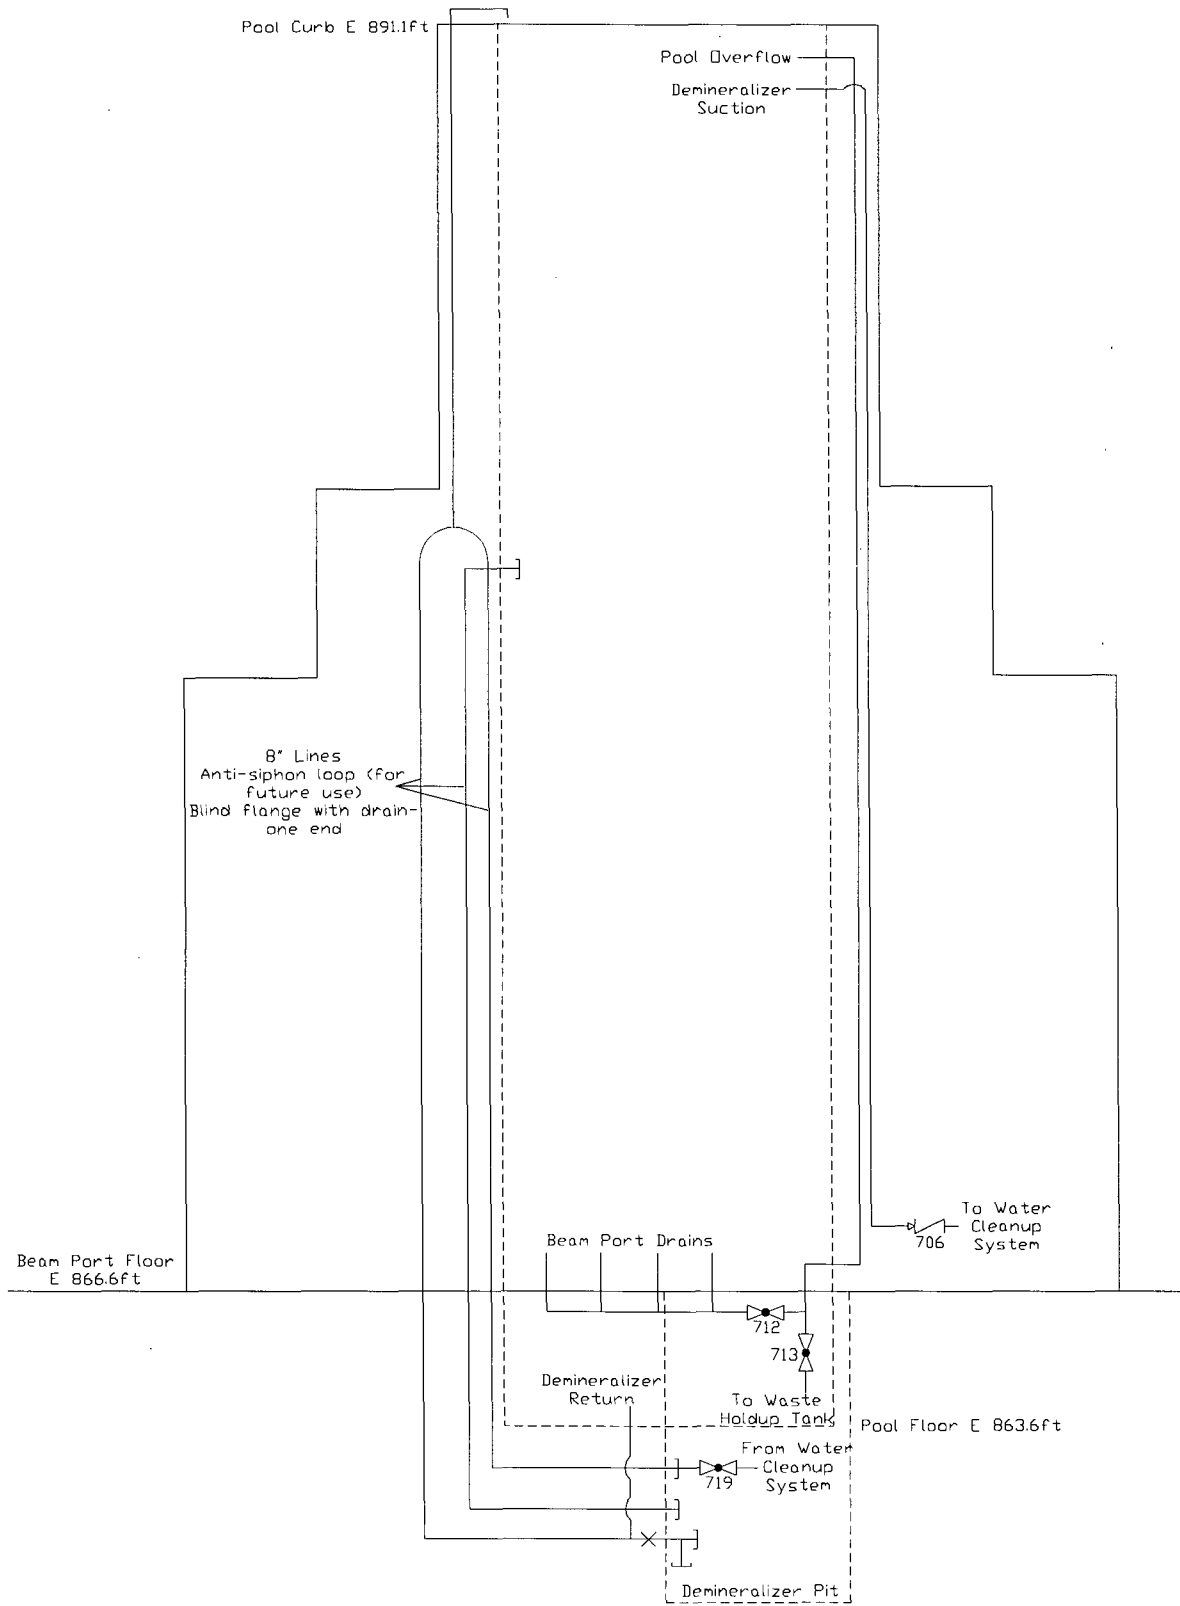 Pool Curb E 891.1ft
Pool Overflow
Demineralizer
Suction
8" Lines
Anti-siphon loop (for
future use)
Blind flange with drain-
one end
To Water
Cleanup
System
706
Beam Port Drains
Beam Port Floor
E 866.6ft
712
713
Demineralizer
Return
To Waste
Holdup Tank
Pool Floor E 863.6ft
From Water
Cleanup
System
719
Demineralizer Pit